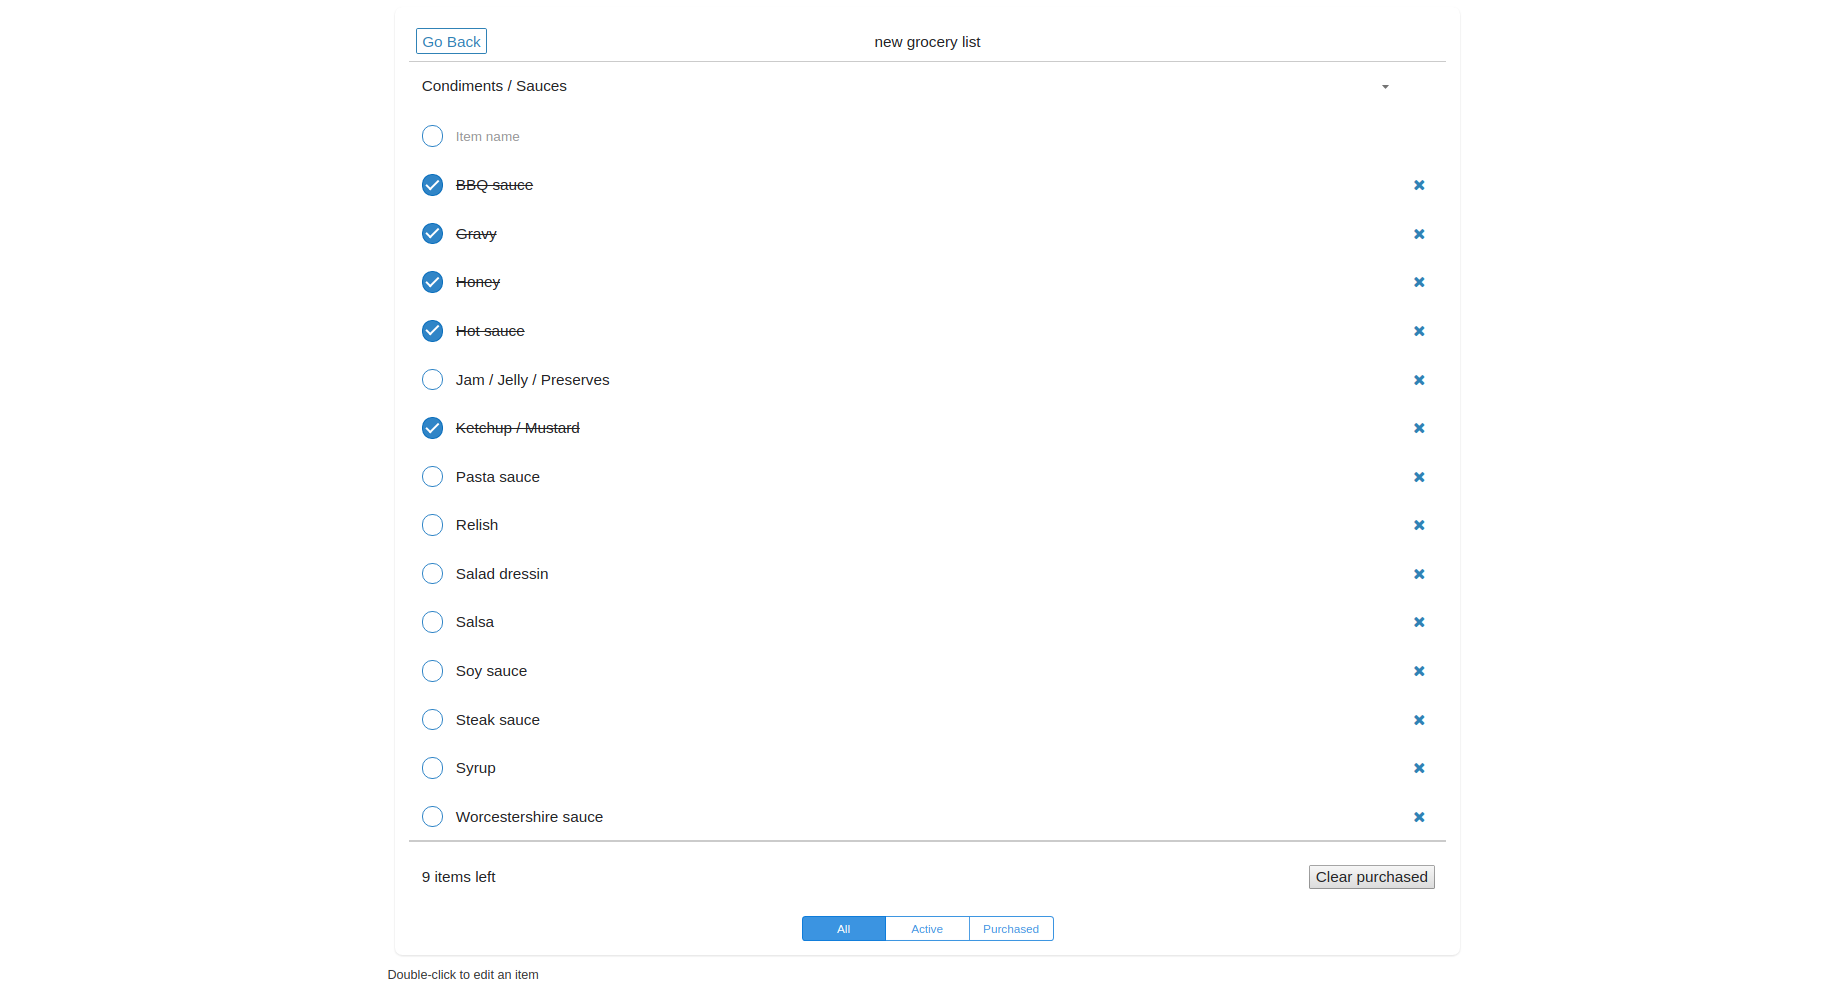 Go Back
new grocery list
Condiments / Sauces
Item name
BBQ sauce
Gravy
Honey
Hot sauce
Jam / Jelly / Preserves
Ketchup / Mustard
Pasta sauce
Relish
Salad dressin
Salsa
Soy sauce
Steak sauce
Syrup
Worcestershire sauce
9 items left
Clear purchased
All
Active
Purchased
Double-click to edit an item